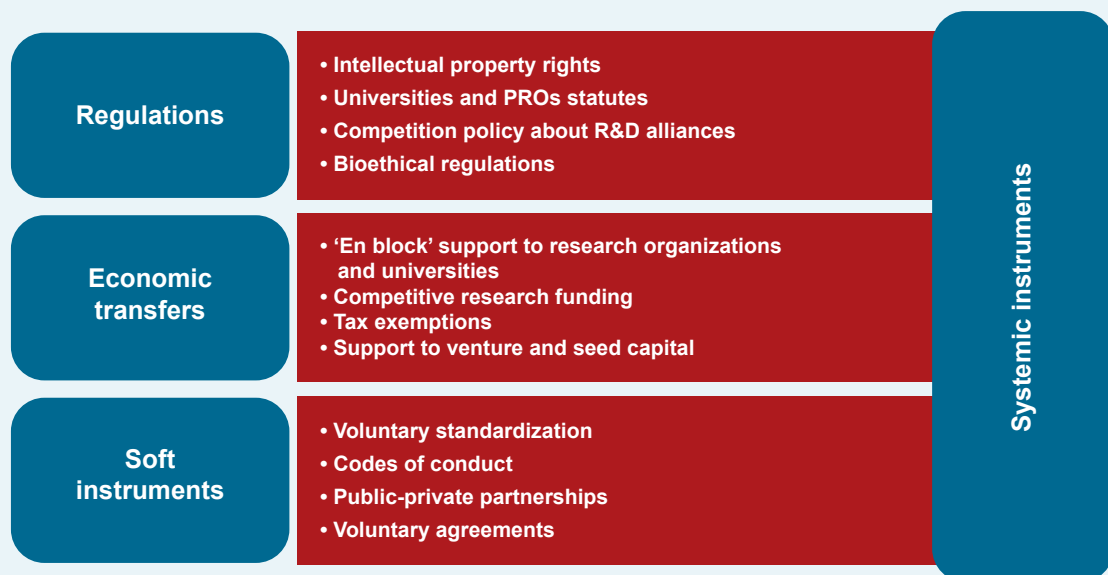 Regulations
• Intellectual property rights
• Universities and PROs statutes
• Competition policy about R&D alliances
• Bioethical regulations
Economic
transfers
• ‘En block’ support to research organizations
and universities
• Competitive research funding
• Tax exemptions
• Support to venture and seed capital
Soft
instruments
• Voluntary standardization
• Codes of conduct
• Public-private partnerships
• Voluntary agreements
Systemic instruments